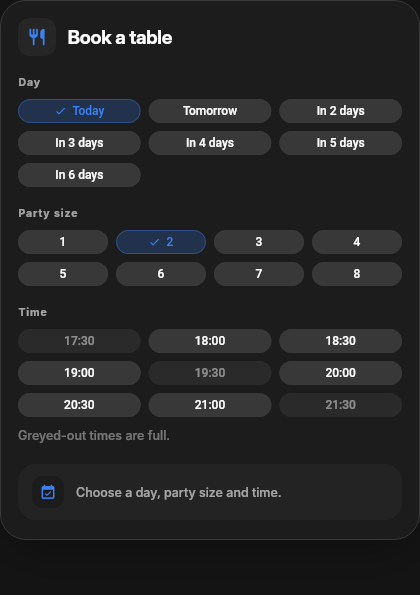 Book a table
Day
Today Tomorrow In 2 days
In 3 days In 4 days In 5 days
In 6 days
Party size
1 2 3 4
5 6 7 8
Time
17:30 18:00 18:30
19:00 19:30 20:00
20:30 21:00 21:30
Greyed-out times are full.
Choose a day, party size and time.